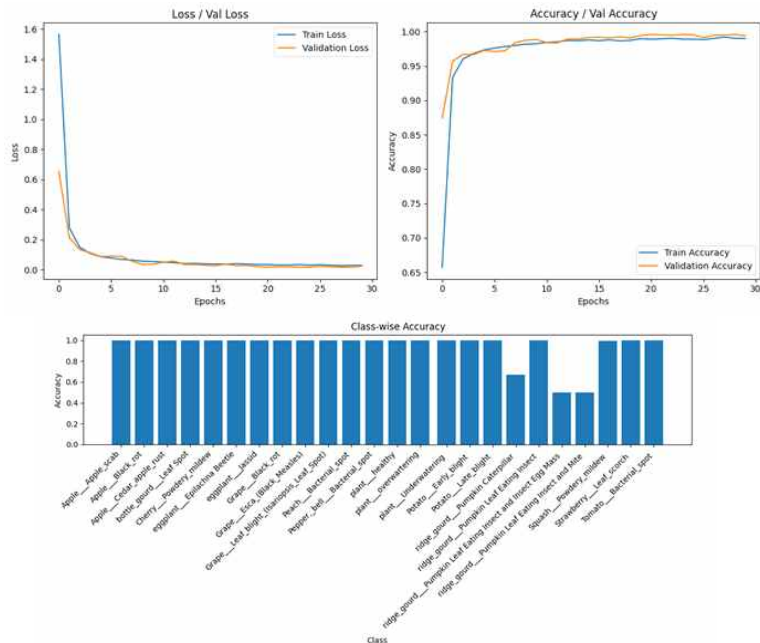 Loss / Val Loss
Train Loss
Validation Loss
1.6
1.4
1.2
1.0
0.8
0.6
0.4
0.2
0.0
Loss
0
5
10
15
20
25
30
Epochs
Accuracy / Val Accuracy
1.00
0.95
0.90
0.85
0.80
0.75
0.70
0.65
Accuracy
Train Accuracy
Validation Accuracy
0
5
10
15
20
25
30
Epochs
Class-wise Accuracy
1.0
0.8
0.6
0.4
0.2
0.0
Accuracy
Apple___Apple_scab
Apple___Black_rot
Apple___Cedar_apple_rust
bottle_gourd___Leaf Spot
Cherry___Powdery_mildew
eggplant___Epilachna Beetle
eggplant___Jassid
Grape___Black_rot
Grape___Esca_(Black_Measles)
Grape___Leaf_blight_(Isariopsis_Leaf_Spot)
Peach___Bacterial_spot
Pepper_bell___Bacterial_spot
plant___healthy
plant___overwartering
plant___Underwatering
Potato___Early_blight
Potato___Late_blight
ridge_gourd___Pumpkin Caterpillar
ridge_gourd___Pumpkin Leaf Eating Insect
ridge_gourd___Pumpkin Leaf Eating Insect and Insect Egg Mass
ridge_gourd___Pumpkin Leaf Eating Insect and Mite
Squash___Powdery_mildew
Strawberry___Leaf_scorch
Tomato___Bacterial_spot
Class